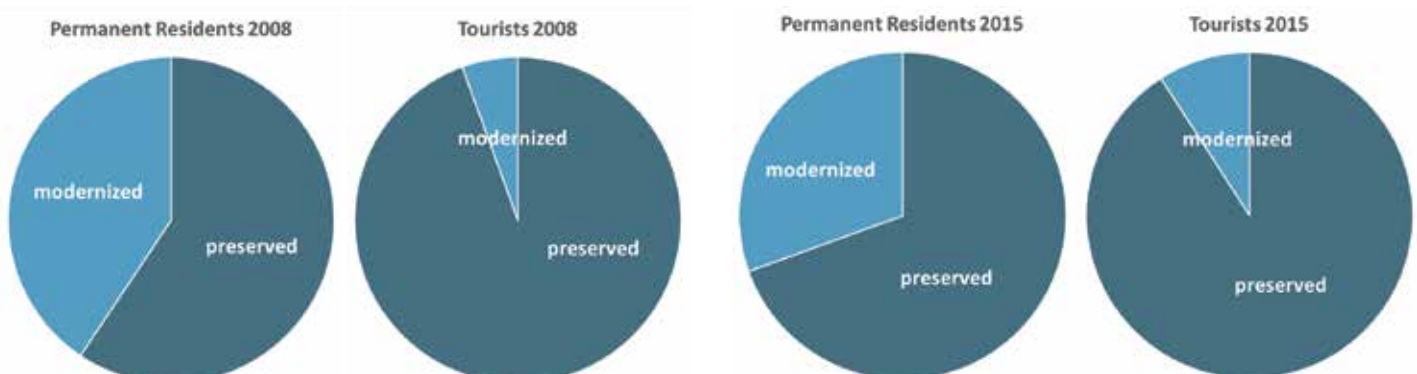 Permanent Residents 2008
Tourists 2008
Permanent Residents 2015
Tourists 2015
modernized
preserved
modernized
preserved
modernized
preserved
modernized
preserved